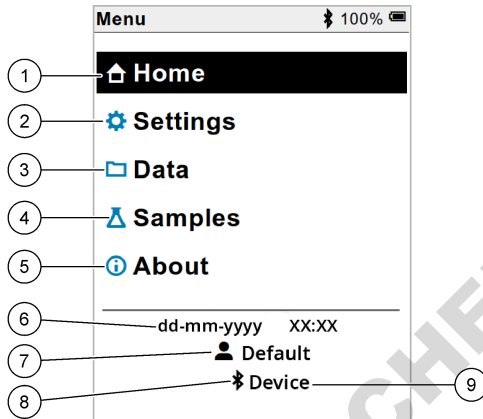 Menu 100%
1 Home
2 Settings
3 Data
4 Samples
5 About
6 dd-mm-yyyy XX:XX
7 Default
8 Device 9